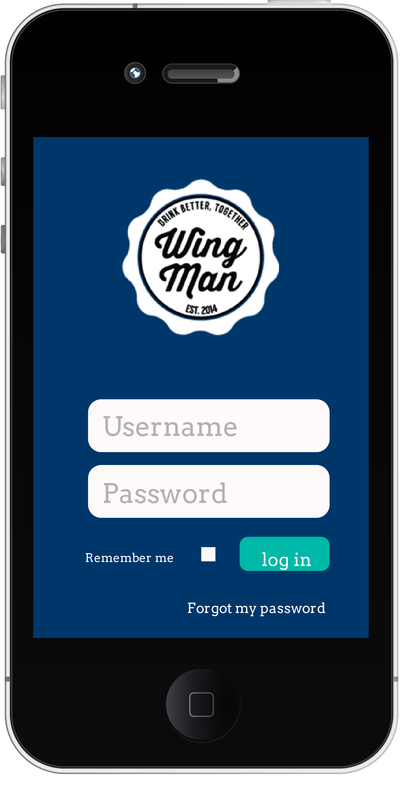 DRINK BETTER, TOGETHER
Wing
Man
EST. 2014
Username
Password
Remember me
log in
Forgot my password